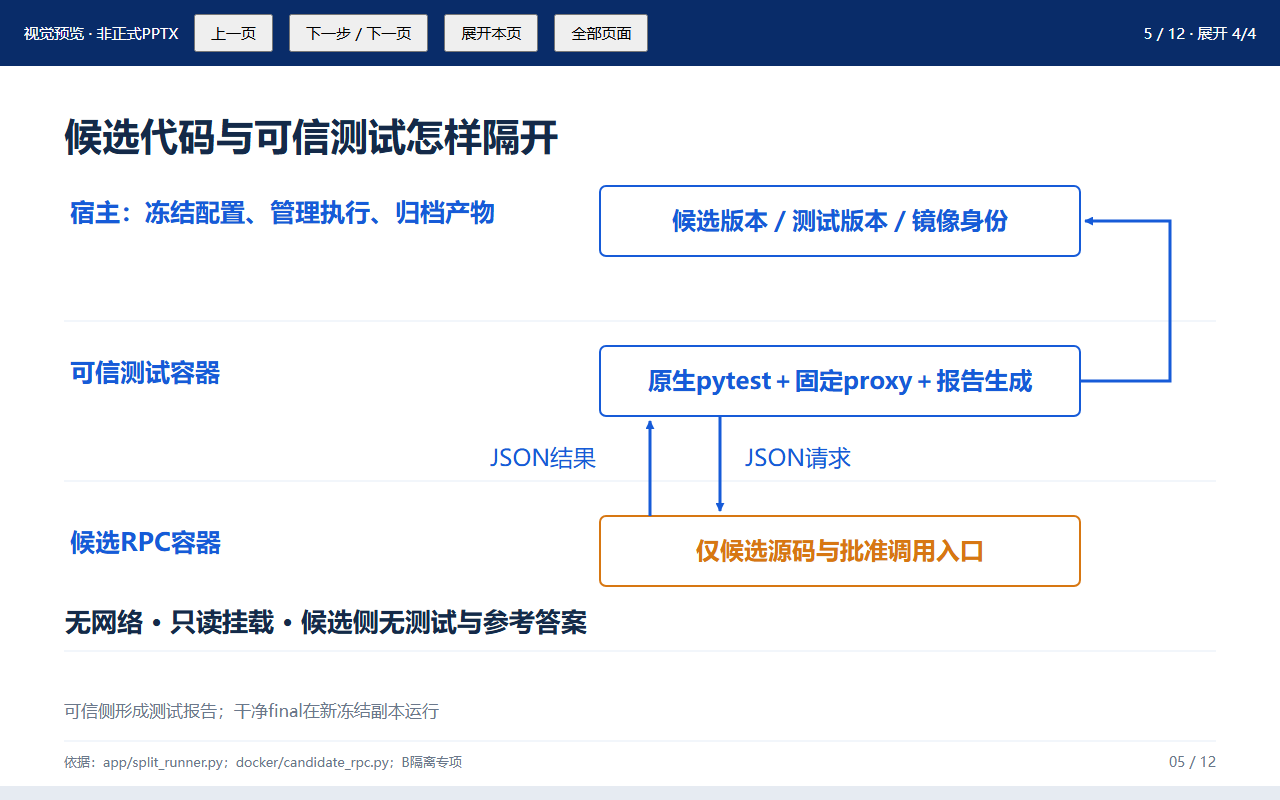 视觉预览 · 非正式PPTX 上一页 下一步 / 下一页 展开本页 全部页面 5 / 12 · 展开 4/4
候选代码与可信测试怎样隔开
宿主：冻结配置、管理执行、归档产物
候选版本 / 测试版本 / 镜像身份
可信测试容器
原生pytest＋固定proxy＋报告生成
JSON结果 JSON请求
候选RPC容器
仅候选源码与批准调用入口
无网络 • 只读挂载 • 候选侧无测试与参考答案
可信侧形成测试报告；干净final在新冻结副本运行
依据：app/split_runner.py；docker/candidate_rpc.py；B隔离专项 05 / 12